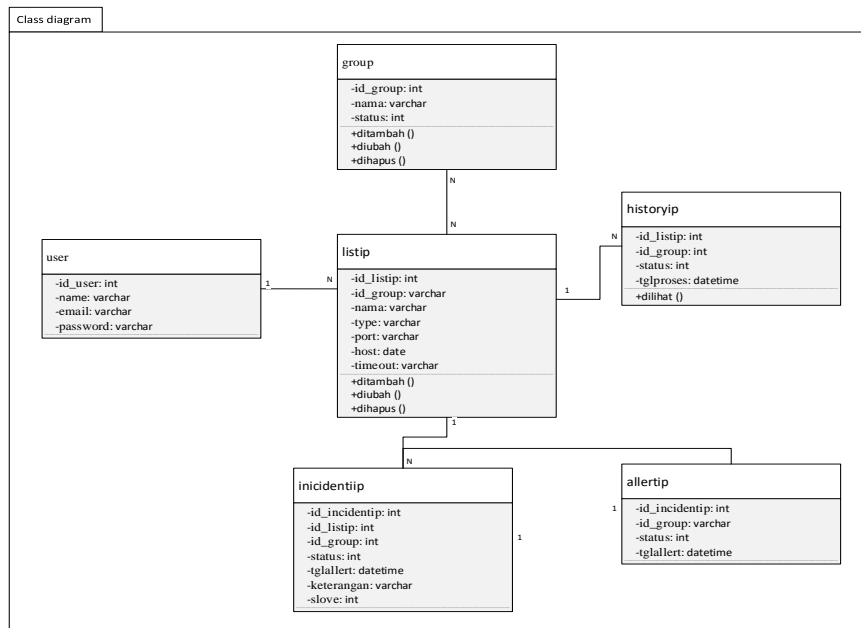 Class diagram
group
-id_group: int
-nama: varchar
-status: int
+ditambah ()
+diubah ()
+dihapus ()
N
N
historyip
-id_listip: int
-id_group: int
-status: int
-tglproses: datetime
+dilihat ()
N
1
user
-id_user: int
-name: varchar
-email: varchar
-password: varchar
1
N
listip
-id_listip: int
-id_group: varchar
-nama: varchar
-type: varchar
-port: varchar
-host: date
-timeout: varchar
+ditambah ()
+diubah ()
+dihapus ()
1
N
inicidentiip
-id_incidentip: int
-id_listip: int
-id_group: int
-status: int
-tglallert: datetime
-keterangan: varchar
-slove: int
1
1
allertip
-id_incidentip: int
-id_group: varchar
-status: int
-tglallert: datetime